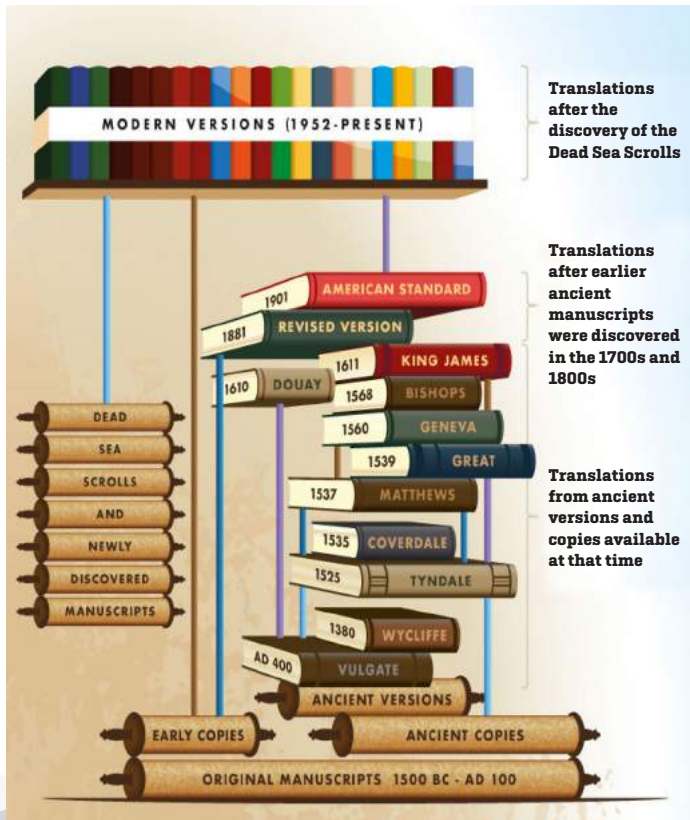 MODERN VERSIONS (1952-PRESENT)
Translations
after the
discovery of the
Dead Sea Scrolls
1901 AMERICAN STANDARD
1881 REVISED VERSION
Translations
after earlier
ancient
manuscripts
were discovered
in the 1700s and
1800s
1611 KING JAMES
1610 DOUAY
1568 BISHOPS
1560 GENEVA
1539 GREAT
1537 MATTHEWS
1535 COVERDALE
1525 TYNDALE
1380 WYCLIFFE
AD 400 VULGATE
Translations
from ancient
versions and
copies available
at that time
DEAD
SEA
SCROLLS
AND
NEWLY
DISCOVERED
MANUSCRIPTS
ANCIENT VERSIONS
EARLY COPIES
ANCIENT COPIES
ORIGINAL MANUSCRIPTS 1500 BC - AD 100